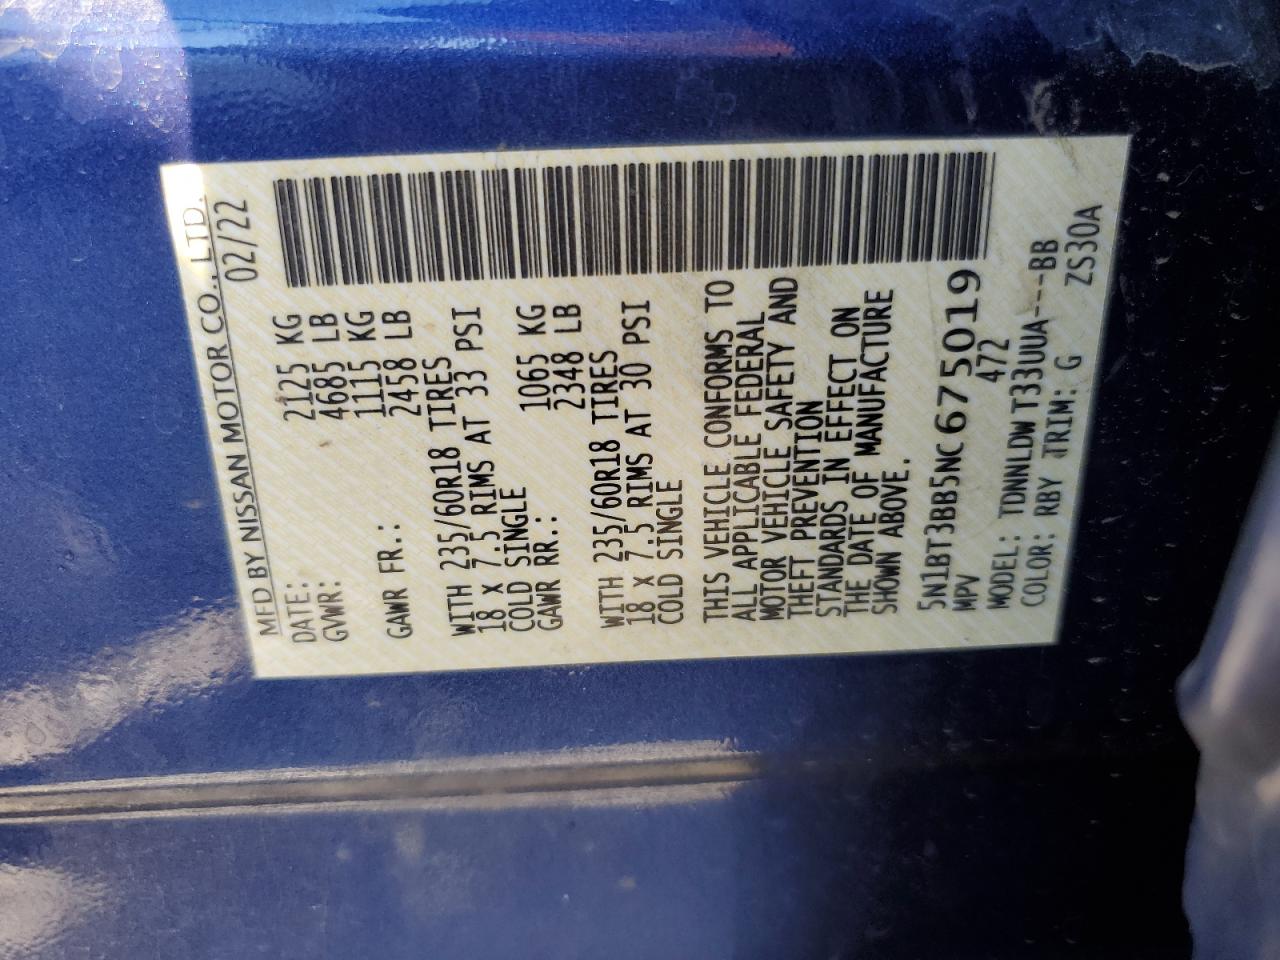 MFD BY NISSAN MOTOR CO., LTD.
DATE: 02/22
GVWR: 2125 KG
4685 LB
GAWR FR.: 1115 KG
2458 LB
WITH 235/60R18 TIRES
18 X 7.5 RIMS AT 33 PSI
COLD SINGLE
GAWR RR.: 1065 KG
2348 LB
WITH 235/60R18 TIRES
18 X 7.5 RIMS AT 30 PSI
COLD SINGLE
THIS VEHICLE CONFORMS TO
ALL APPLICABLE FEDERAL
MOTOR VEHICLE SAFETY AND
THEFT PREVENTION
STANDARDS IN EFFECT ON
THE DATE OF MANUFACTURE
SHOWN ABOVE.
5N1BT3BB5NC675019
MPV 472
MODEL: TDNNLDW T33UUA---BB
COLOR: RBY TRIM: G ZS30A